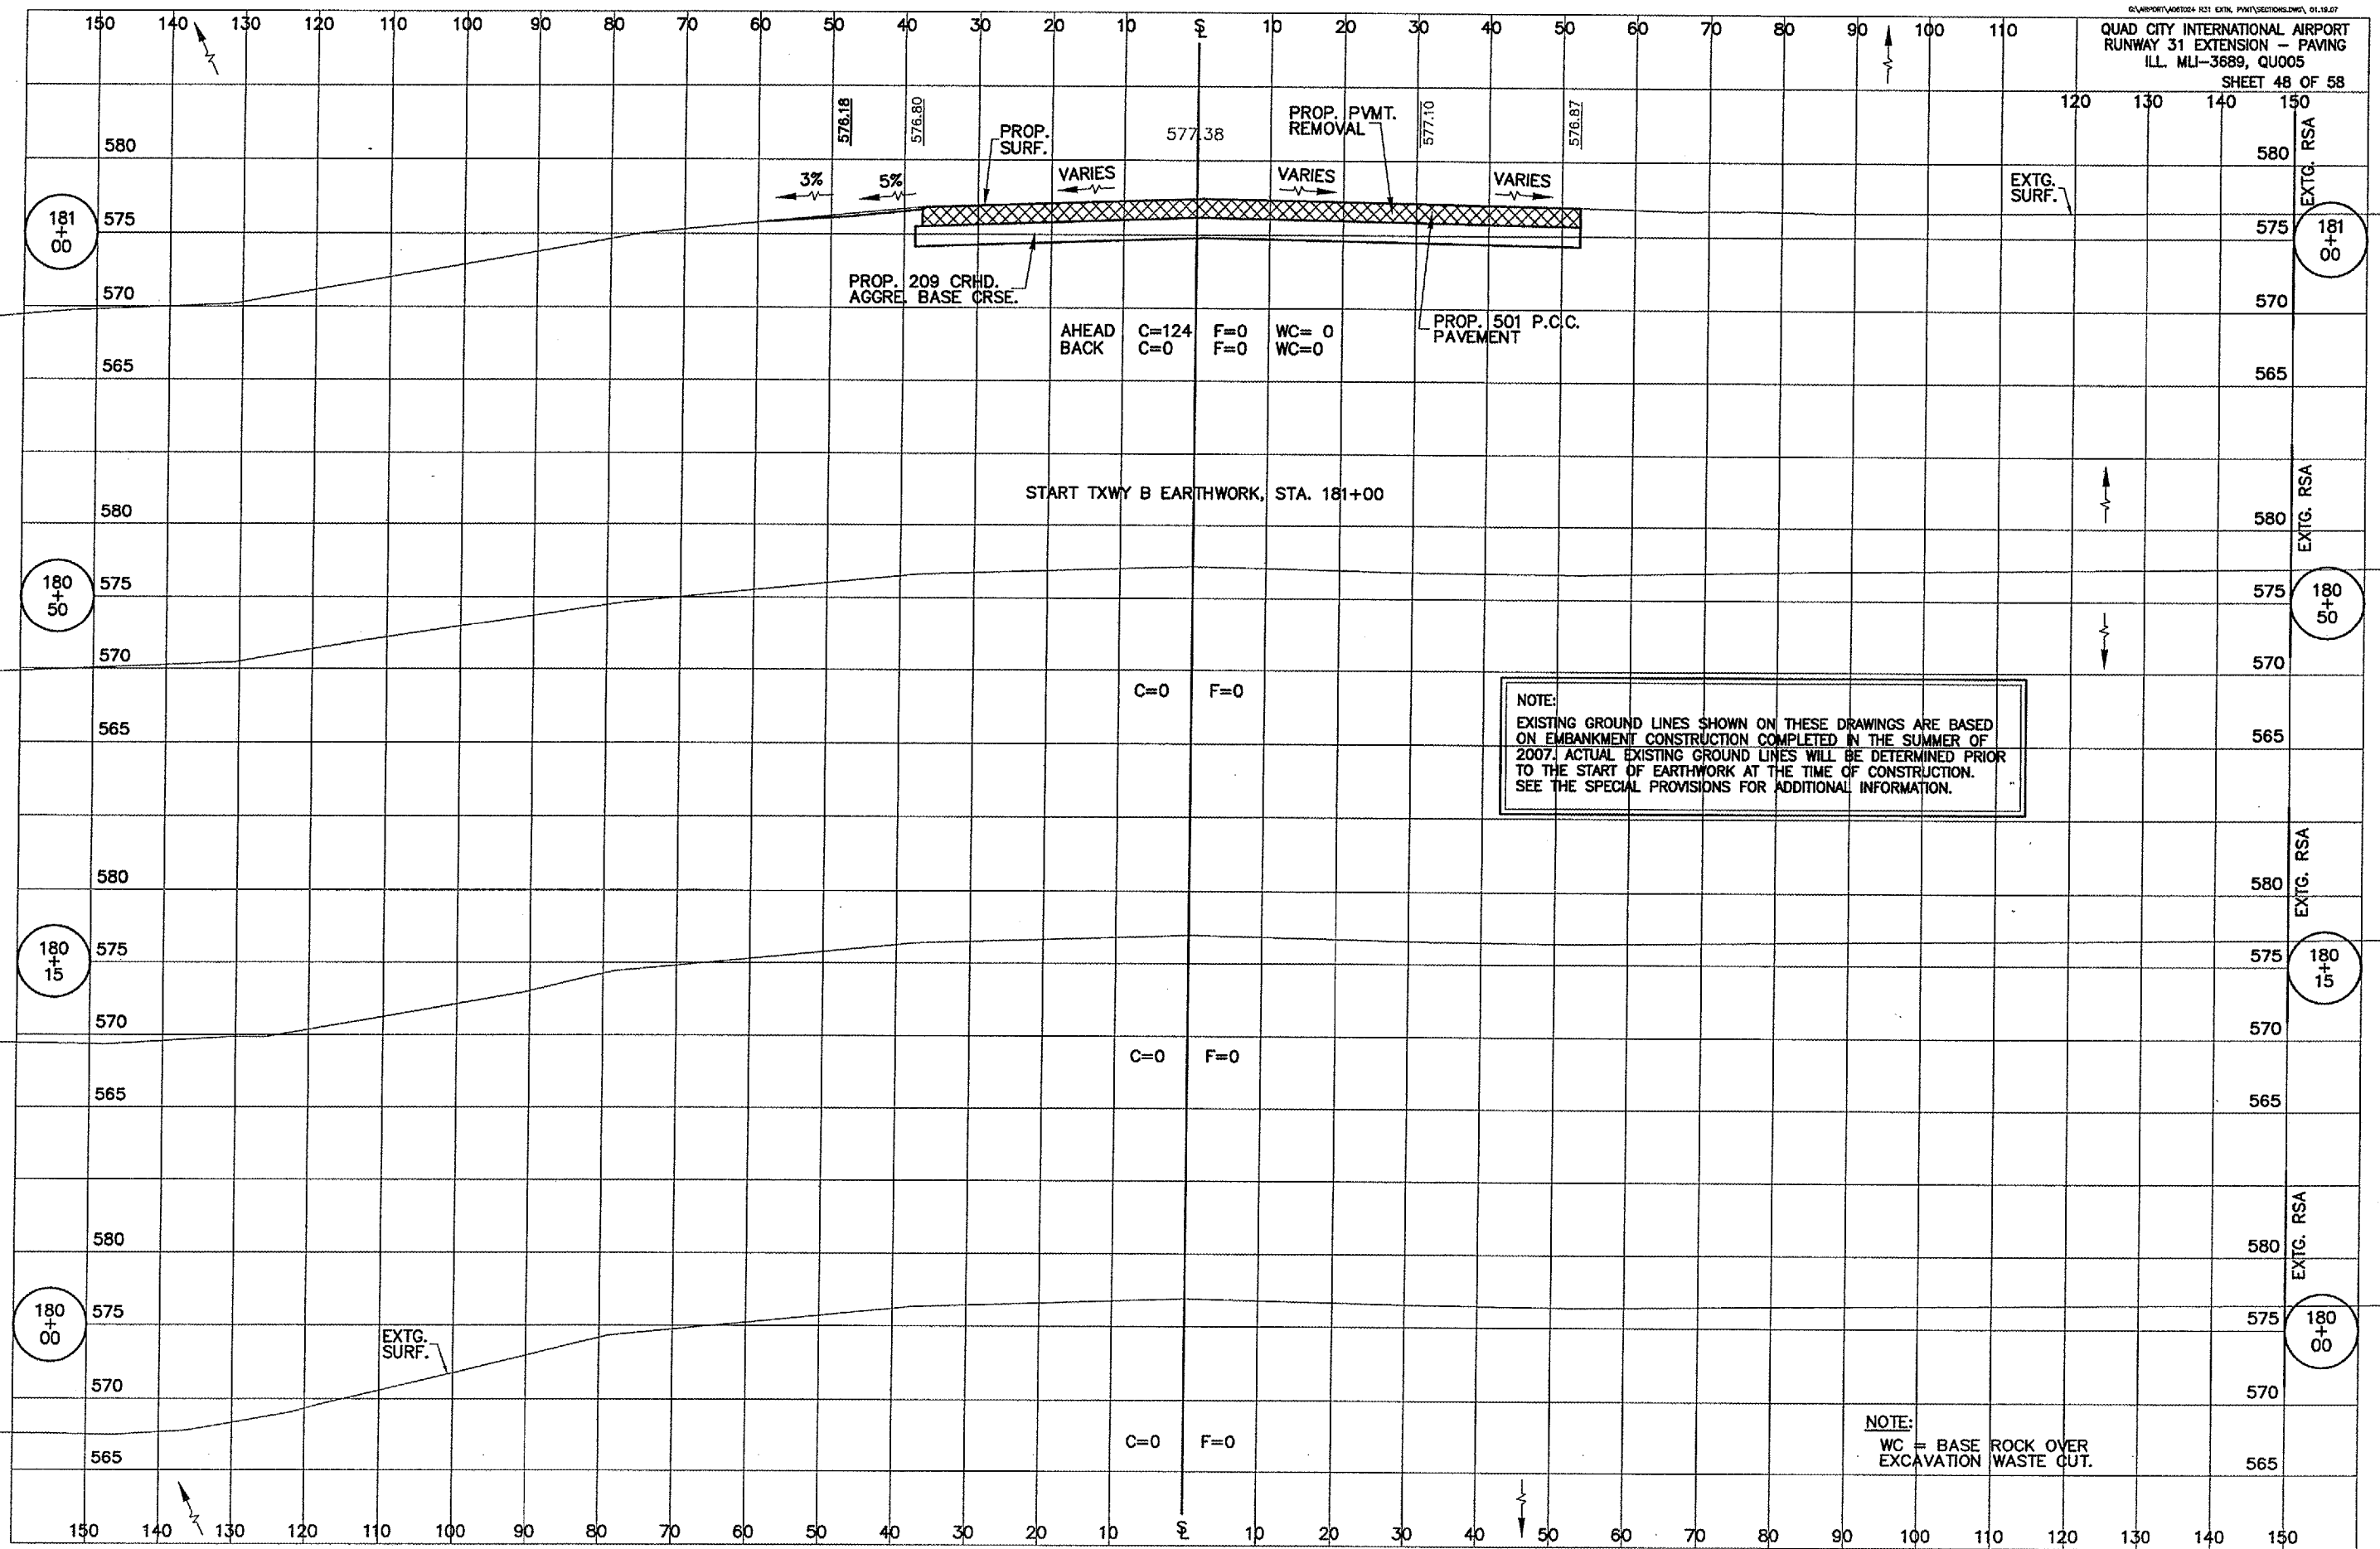 G:\AIRPORT\A06T024 R31 EXTN. PVMT\SECTIONS.DWG\ 01.19.07
QUAD CITY INTERNATIONAL AIRPORT
RUNWAY 31 EXTENSION – PAVING
ILL. MLI–3689, QU005
SHEET 48 OF 58
150 140 130 120 110 100 90 80 70 60 50 40 30 20 10 ℄ 10 20 30 40 50 60 70 80 90 100 110
120 130 140 150
576.18 576.80 577.38 577.10 576.87
PROP.
SURF.
PROP. PVMT.
REMOVAL
3% 5% VARIES VARIES VARIES
EXTG.
SURF.
EXTG. RSA
580 580
181
+
00
575 575
181
+
00
570 570
PROP. 209 CRHD.
AGGRE. BASE CRSE.
PROP. 501 P.C.C.
PAVEMENT
AHEAD C=124 F=0 WC= 0
BACK C=0 F=0 WC=0
565 565
START TXWY B EARTHWORK, STA. 181+00
EXTG. RSA
580 580
180
+
50
575 575
180
+
50
570 570
C=0 F=0
565 565
NOTE:
EXISTING GROUND LINES SHOWN ON THESE DRAWINGS ARE BASED
ON EMBANKMENT CONSTRUCTION COMPLETED IN THE SUMMER OF
2007. ACTUAL EXISTING GROUND LINES WILL BE DETERMINED PRIOR
TO THE START OF EARTHWORK AT THE TIME OF CONSTRUCTION.
SEE THE SPECIAL PROVISIONS FOR ADDITIONAL INFORMATION.
EXTG. RSA
580 580
180
+
15
575 575
180
+
15
570 570
C=0 F=0
565 565
EXTG. RSA
580 580
180
+
00
575 575
180
+
00
EXTG.
SURF.
570 570
C=0 F=0
565 565
NOTE:
WC = BASE ROCK OVER
EXCAVATION WASTE CUT.
150 140 130 120 110 100 90 80 70 60 50 40 30 20 10 ℄ 10 20 30 40 50 60 70 80 90 100 110 120 130 140 150